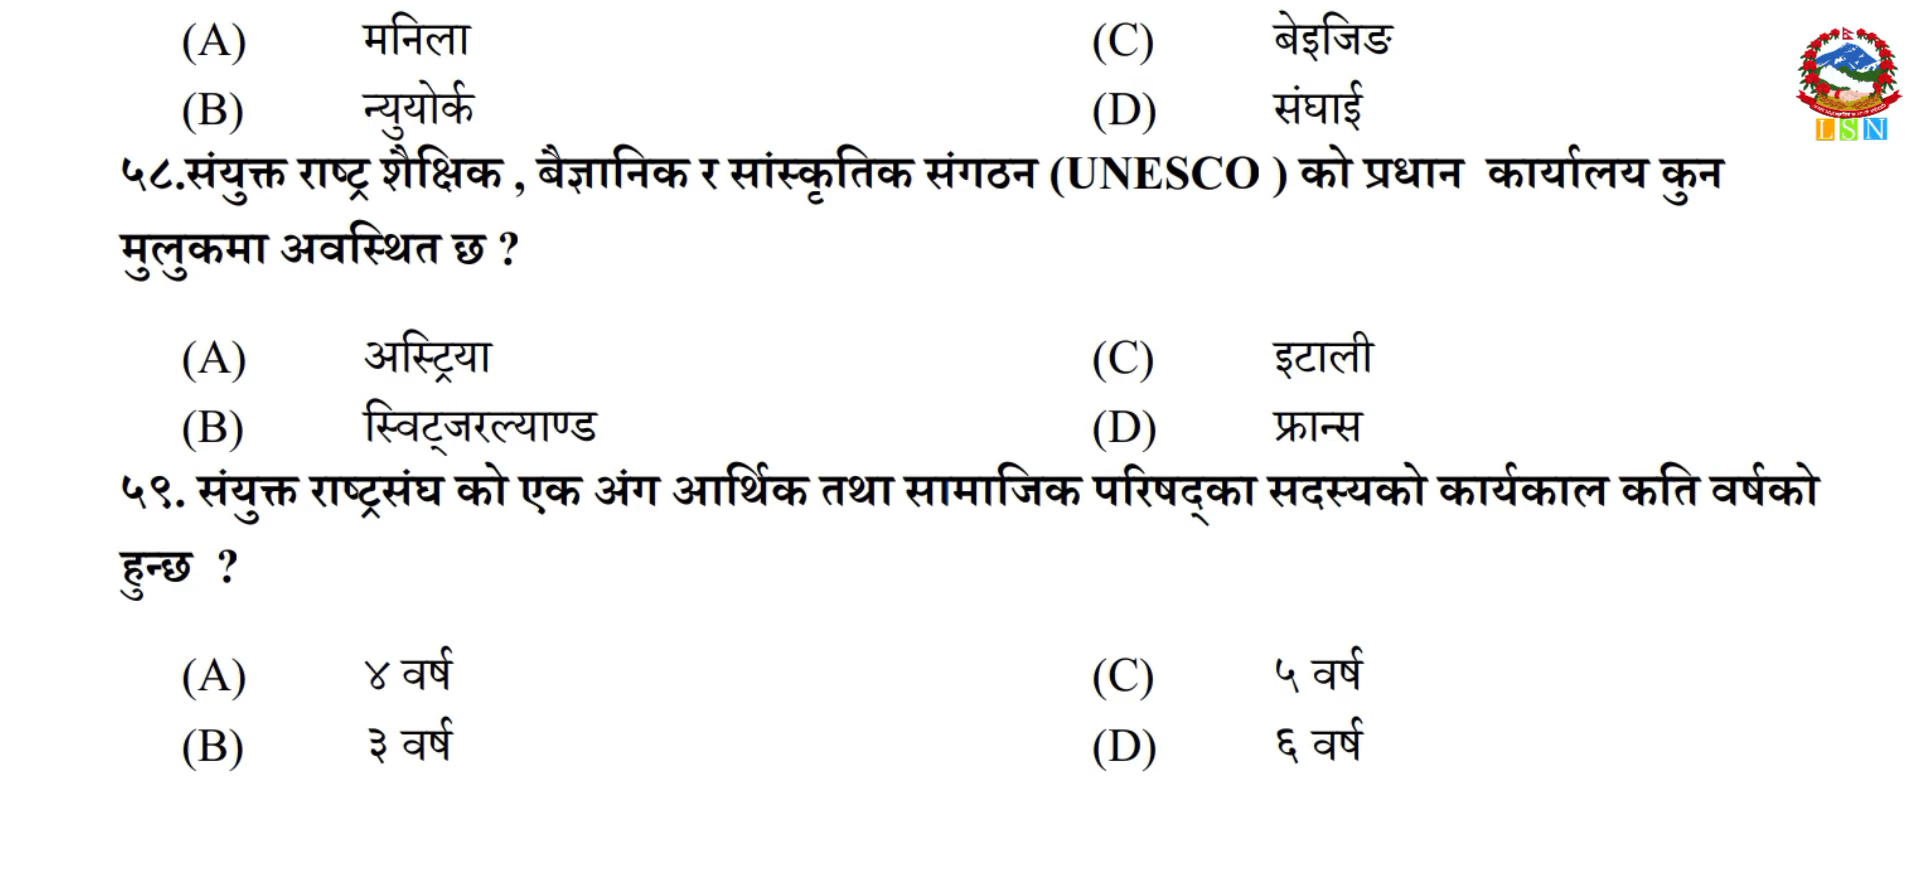 (A) मनिला (C) बेइजिङ
(B) न्युयोर्क (D) संघाई
५८.संयुक्त राष्ट्र शैक्षिक , बैज्ञानिक र सांस्कृतिक संगठन (UNESCO ) को प्रधान कार्यालय कुन
मुलुकमा अवस्थित छ ?
(A) अस्ट्रिया (C) इटाली
(B) स्विट्जरल्याण्ड (D) फ्रान्स
५९. संयुक्त राष्ट्रसंघ को एक अंग आर्थिक तथा सामाजिक परिषद्का सदस्यको कार्यकाल कति वर्षको
हुन्छ ?
(A) ४ वर्ष (C) ५ वर्ष
(B) ३ वर्ष (D) ६ वर्ष
LSN